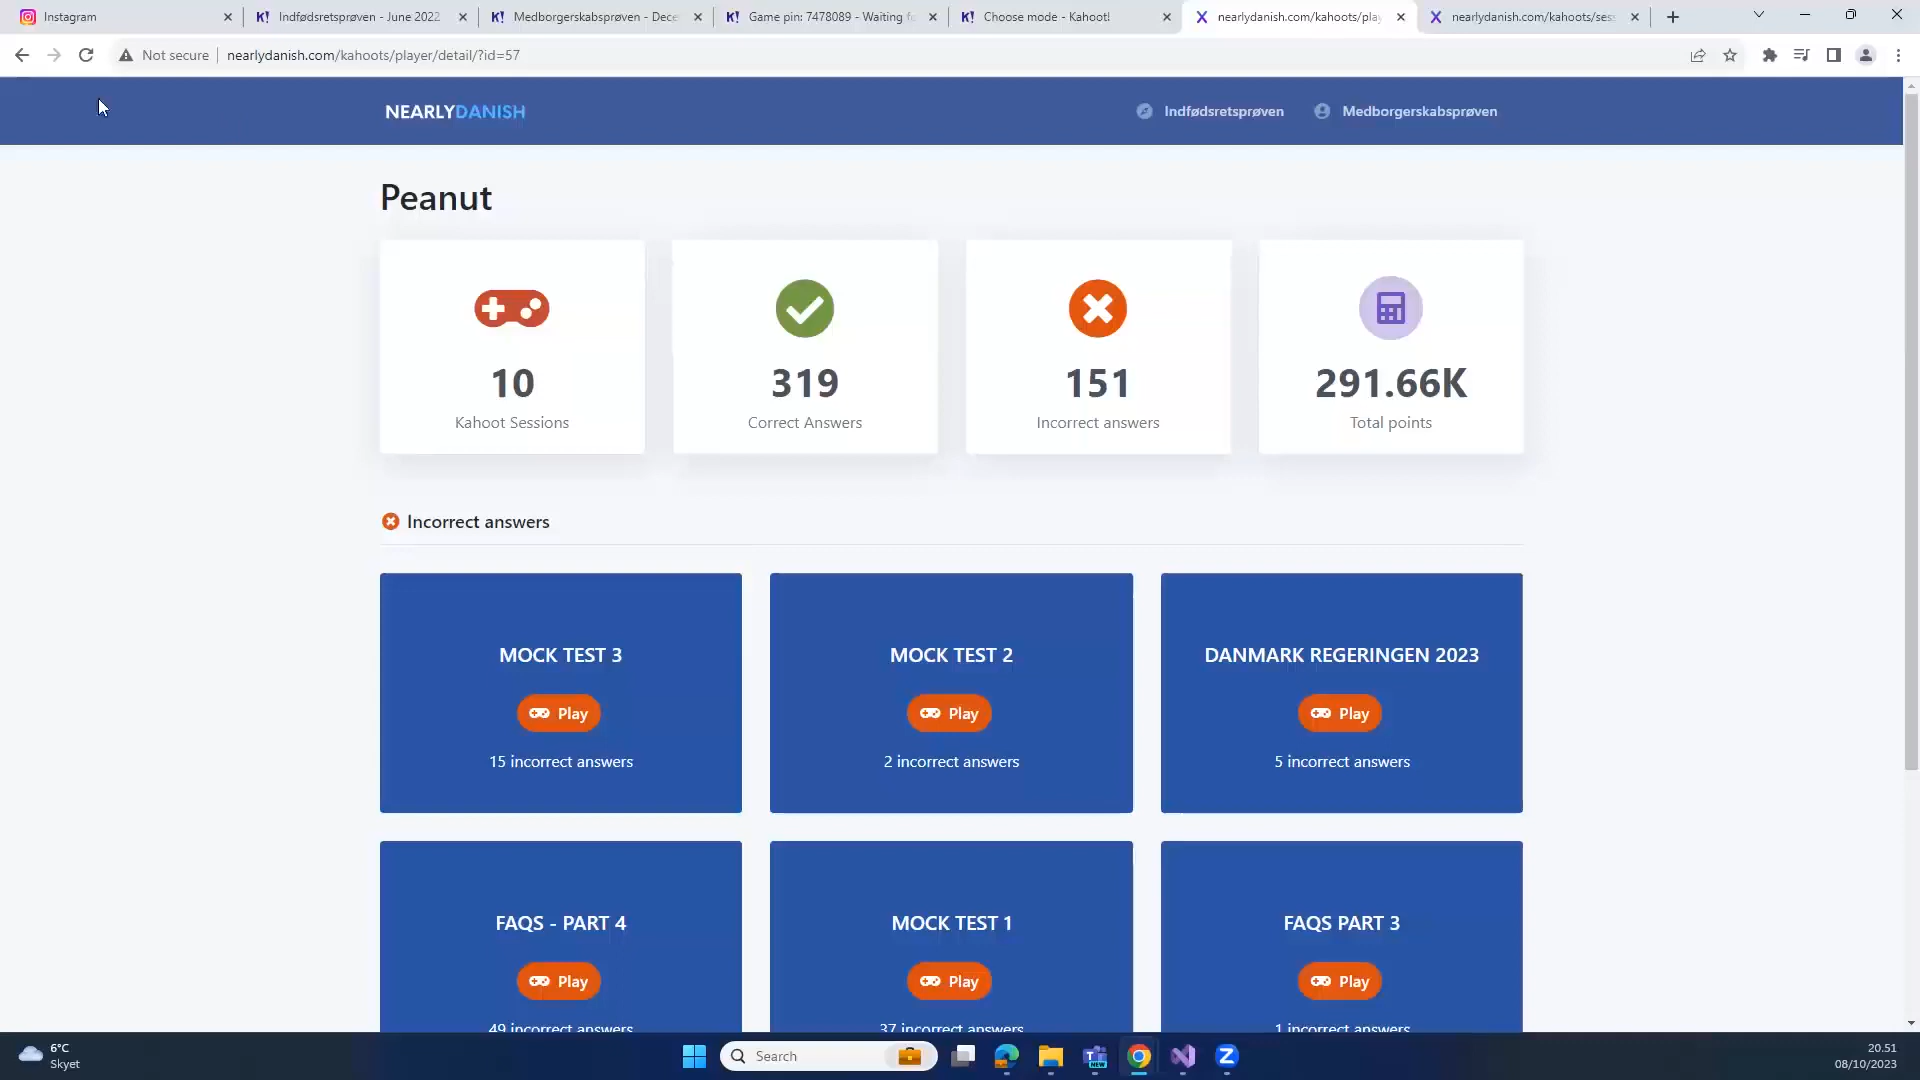 Instagram
Indfødsretsprøven - June 2022
Medborgerskabsprøven - Dece
Game pin: 7478089 - Waiting fo
Choose mode - Kahoot!
nearlydanish.com/kahoots/play
nearlydanish.com/kahoots/sess
Not secure
nearlydanish.com/kahoots/player/detail/?id=57
NEARLYDANISH
Indfødsretsprøven
Medborgerskabsprøven
Peanut
10
Kahoot Sessions
319
Correct Answers
151
Incorrect answers
291.66K
Total points
Incorrect answers
MOCK TEST 3
Play
15 incorrect answers
MOCK TEST 2
Play
2 incorrect answers
DANMARK REGERINGEN 2023
Play
5 incorrect answers
FAQS - PART 4
Play
49 incorrect answers
MOCK TEST 1
Play
37 incorrect answers
FAQS PART 3
Play
1 incorrect answers
6°C
Skyet
Search
NEW
20.51
08/10/2023